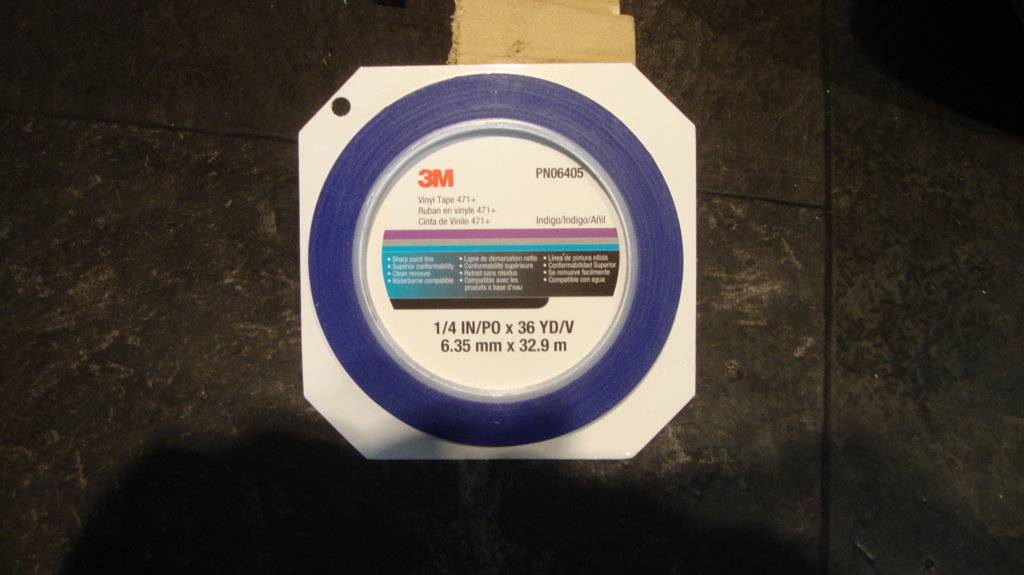 3M
PN06405
Vinyl Tape 471+
Ruban en vinyle 471+
Cinta de Vinilo 471+
Indigo/Indigo/Añil
• Sharp paint line
• Superior conformability
• Clean removal
• Waterborne compatible
• Ligne de démarcation nette
• Conformabilité supérieure
• Retrait sans résidus
• Compatible avec les
produits à base d'eau
• Línea de pintura nítida
• Conformabilidad Superior
• Se remueve facilmente
• Compatible con agua
1/4 IN/PO x 36 YD/V
6.35 mm x 32.9 m